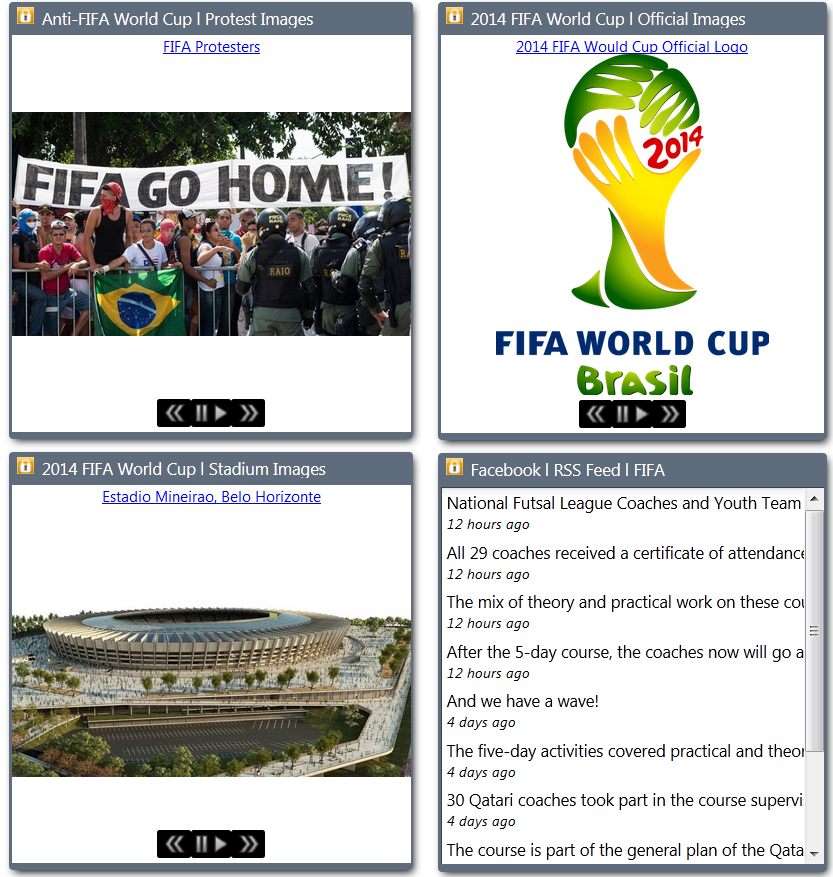 Anti-FIFA World Cup l Protest Images
FIFA Protesters
FIFA GO HOME!
FMCE
RAIO
RAIO
2014 FIFA World Cup l Official Images
2014 FIFA Would Cup Official Logo
2014
FIFA WORLD CUP
Brasil
2014 FIFA World Cup l Stadium Images
Estadio Mineirao, Belo Horizonte
Facebook l RSS Feed l FIFA
National Futsal League Coaches and Youth Team
12 hours ago
All 29 coaches received a certificate of attendance
12 hours ago
The mix of theory and practical work on these cou
12 hours ago
After the 5-day course, the coaches now will go a
12 hours ago
And we have a wave!
4 days ago
The five-day activities covered practical and theor
4 days ago
30 Qatari coaches took part in the course supervi
4 days ago
The course is part of the general plan of the Qata